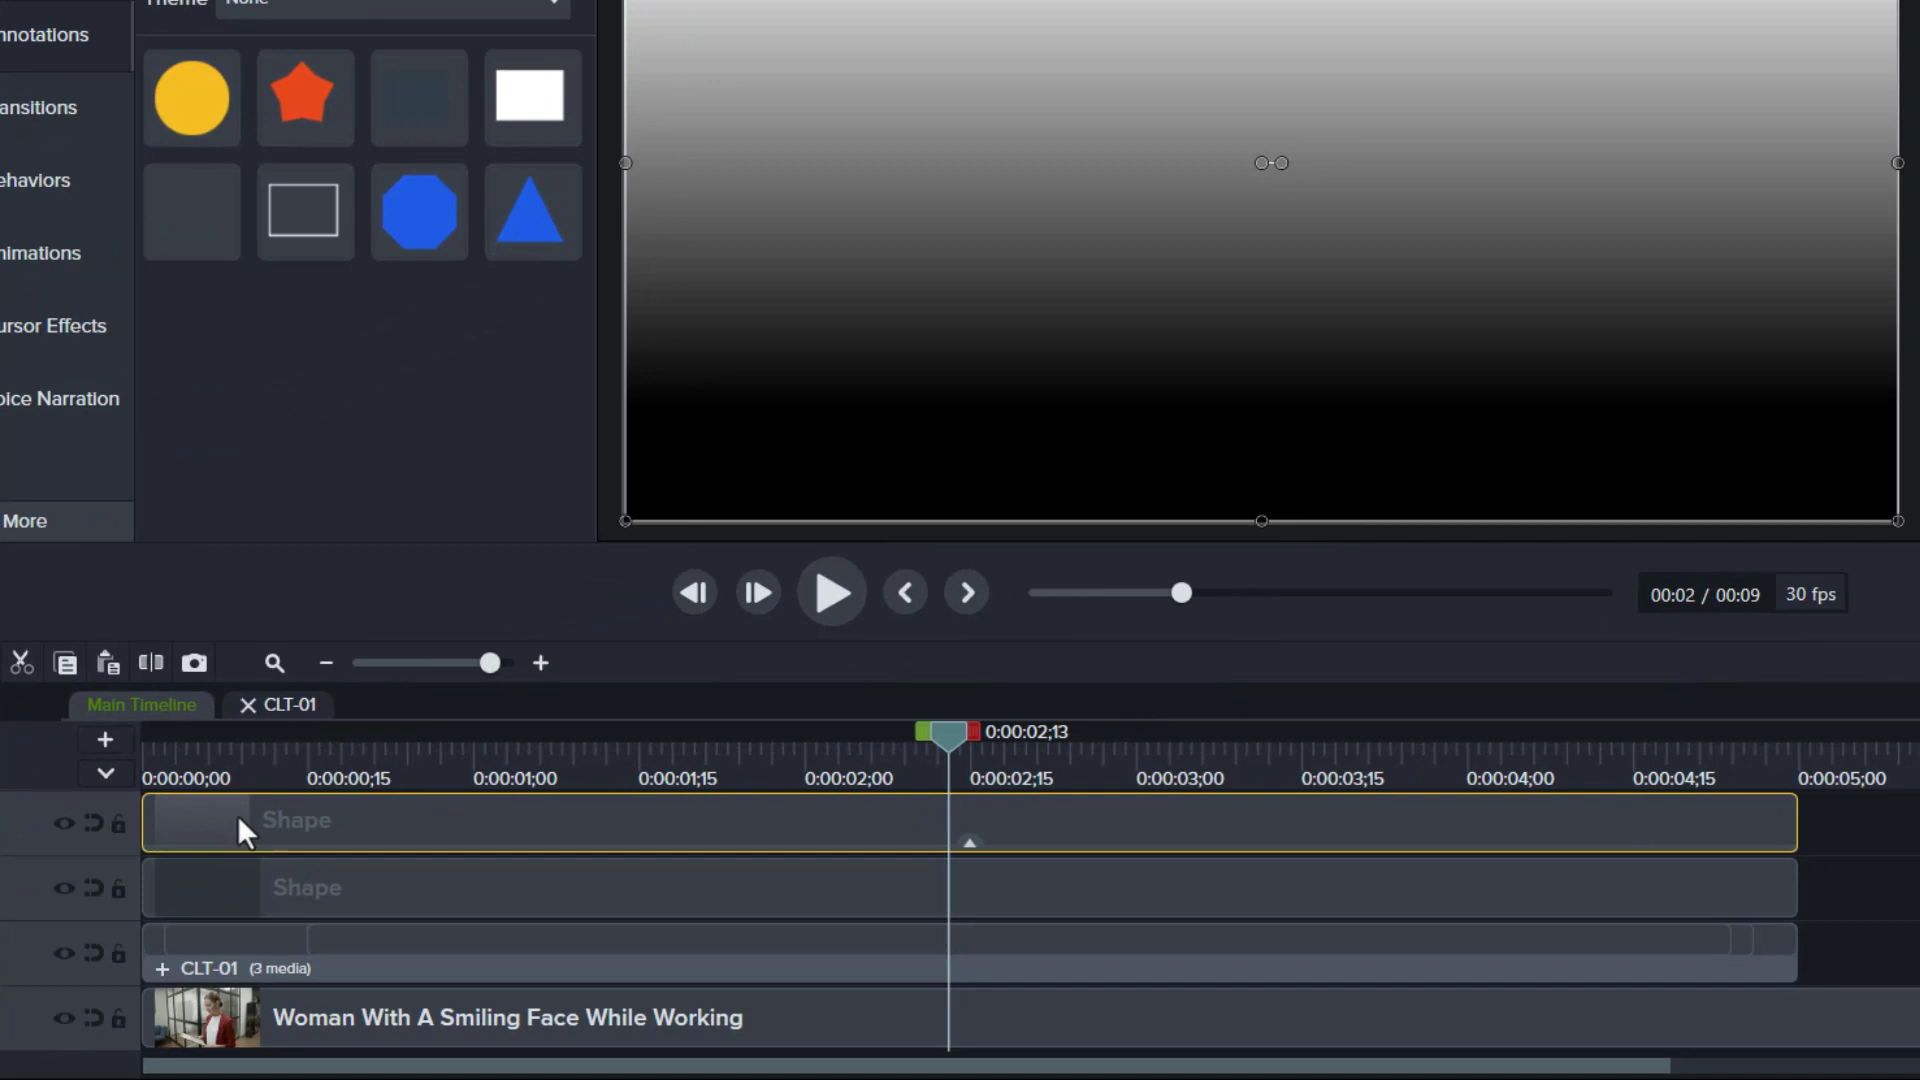 Theme None
nnotations
ansitions
ehaviors
nimations
ursor Effects
oice Narration
More
00:02 / 00:09 30 fps
Main Timeline CLT-01
0:00:02;13
0:00:00;00 0:00:00;15 0:00:01;00 0:00:01;15 0:00:02;00 0:00:02;15 0:00:03;00 0:00:03;15 0:00:04;00 0:00:04;15 0:00:05;00
Shape
Shape
+ CLT-01 (3 media)
Woman With A Smiling Face While Working